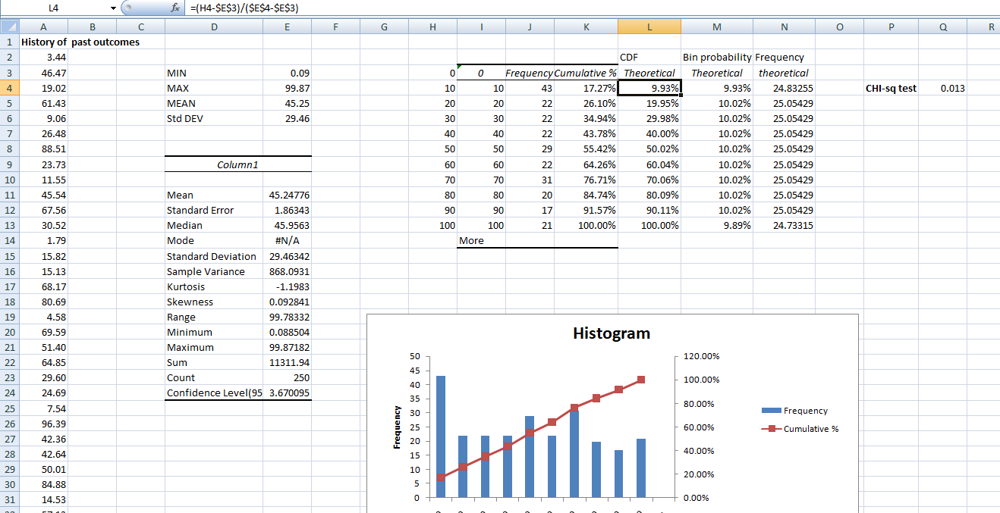 L4 fx =(H4-$E$3)/($E$4-$E$3)
A B C D E F G H I J K L M N O P Q R
1 History of past outcomes
2 3.44 CDF Bin probability Frequency
3 46.47 MIN 0.09 0 0 Frequency Cumulative % Theoretical Theoretical theoretical
4 19.02 MAX 99.87 10 10 43 17.27% 9.93% 9.93% 24.83255 CHI-sq test 0.013
5 61.43 MEAN 45.25 20 20 22 26.10% 19.95% 10.02% 25.05429
6 9.06 Std DEV 29.46 30 30 22 34.94% 29.98% 10.02% 25.05429
7 26.48 40 40 22 43.78% 40.00% 10.02% 25.05429
8 88.51 50 50 29 55.42% 50.02% 10.02% 25.05429
9 23.73 Column1 60 60 22 64.26% 60.04% 10.02% 25.05429
10 11.55 70 70 31 76.71% 70.06% 10.02% 25.05429
11 45.54 Mean 45.24776 80 80 20 84.74% 80.09% 10.02% 25.05429
12 67.56 Standard Error 1.86343 90 90 17 91.57% 90.11% 10.02% 25.05429
13 30.52 Median 45.9563 100 100 21 100.00% 100.00% 9.89% 24.73315
14 1.79 Mode #N/A More
15 15.82 Standard Deviation 29.46342
16 15.13 Sample Variance 868.0931
17 68.17 Kurtosis -1.1983
18 80.69 Skewness 0.092841
19 4.58 Range 99.78332
20 69.59 Minimum 0.088504
21 51.40 Maximum 99.87182
22 64.85 Sum 11311.94
23 29.60 Count 250
24 24.69 Confidence Level(95 3.670095
25 7.54
26 96.39
27 42.36
28 42.64
29 50.01
30 84.88
31 14.53
Histogram
50 120.00%
45
40 100.00%
35 80.00%
30
25 60.00%
20
15 40.00%
10 20.00%
5
0 0.00%
Frequency
Frequency
Cumulative %